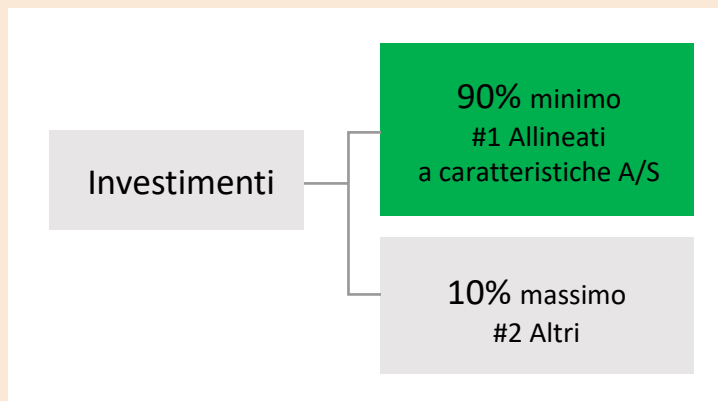 Investimenti
90% minimo
#1 Allineati
a caratteristiche A/S
10% massimo
#2 Altri